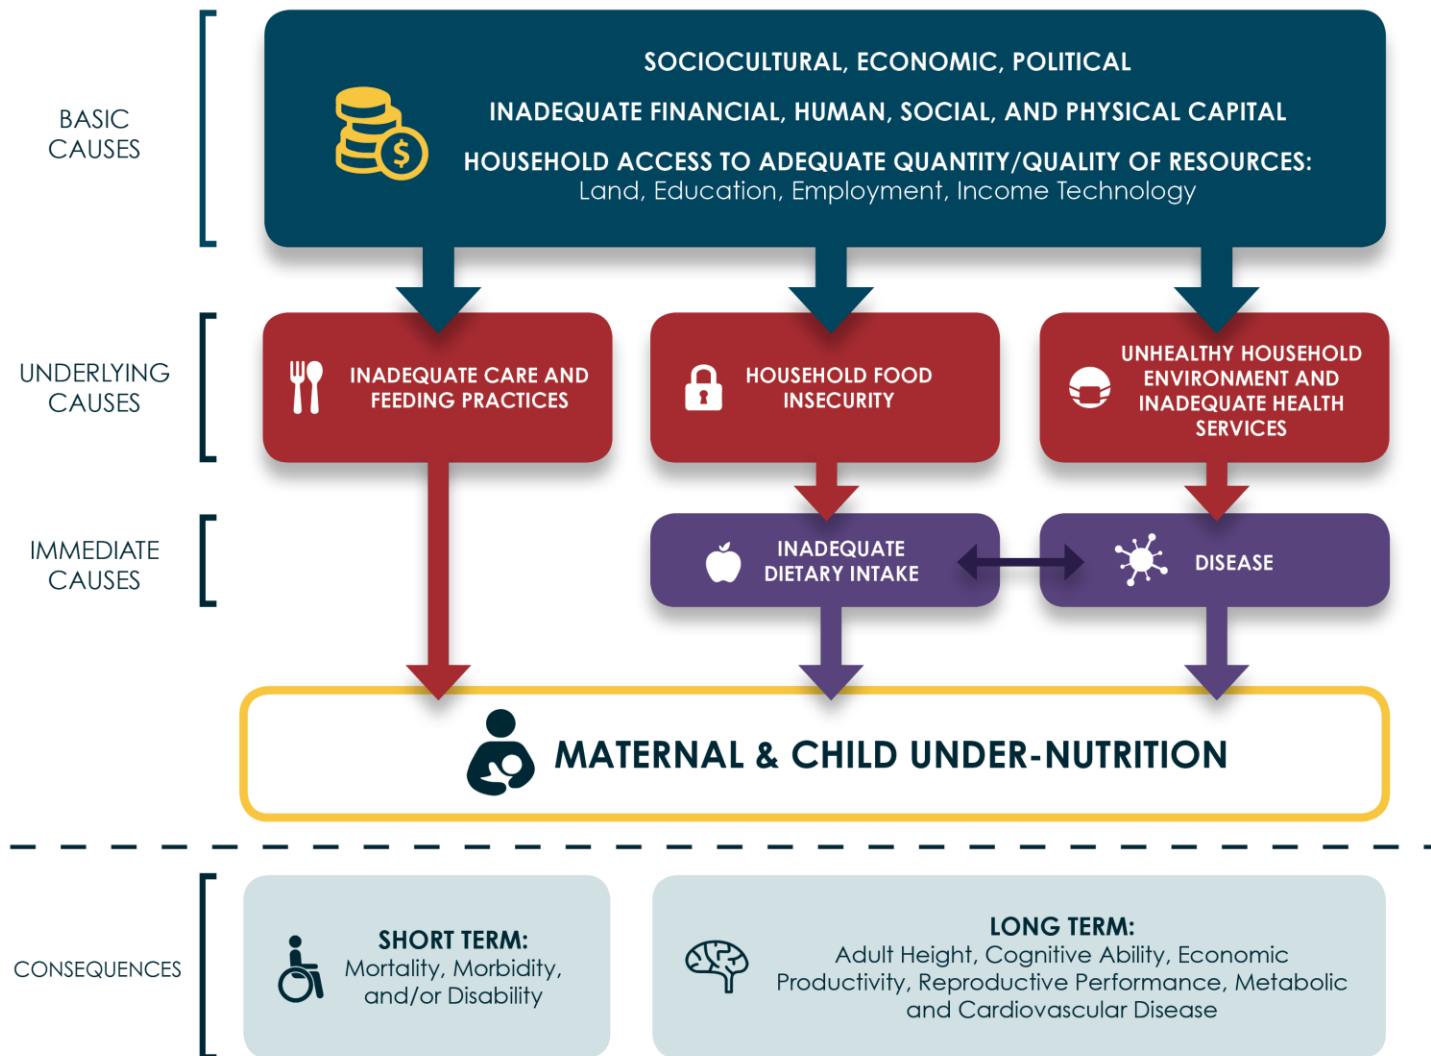 BASIC
CAUSES
SOCIOCULTURAL, ECONOMIC, POLITICAL
INADEQUATE FINANCIAL, HUMAN, SOCIAL, AND PHYSICAL CAPITAL
HOUSEHOLD ACCESS TO ADEQUATE QUANTITY/QUALITY OF RESOURCES:
Land, Education, Employment, Income Technology
$
UNDERLYING
CAUSES
INADEQUATE CARE AND
FEEDING PRACTICES
HOUSEHOLD FOOD
INSECURITY
UNHEALTHY HOUSEHOLD
ENVIRONMENT AND
INADEQUATE HEALTH
SERVICES
IMMEDIATE
CAUSES
INADEQUATE
DIETARY INTAKE
DISEASE
MATERNAL & CHILD UNDER-NUTRITION
CONSEQUENCES
SHORT TERM:
Mortality, Morbidity,
and/or Disability
LONG TERM:
Adult Height, Cognitive Ability, Economic
Productivity, Reproductive Performance, Metabolic
and Cardiovascular Disease